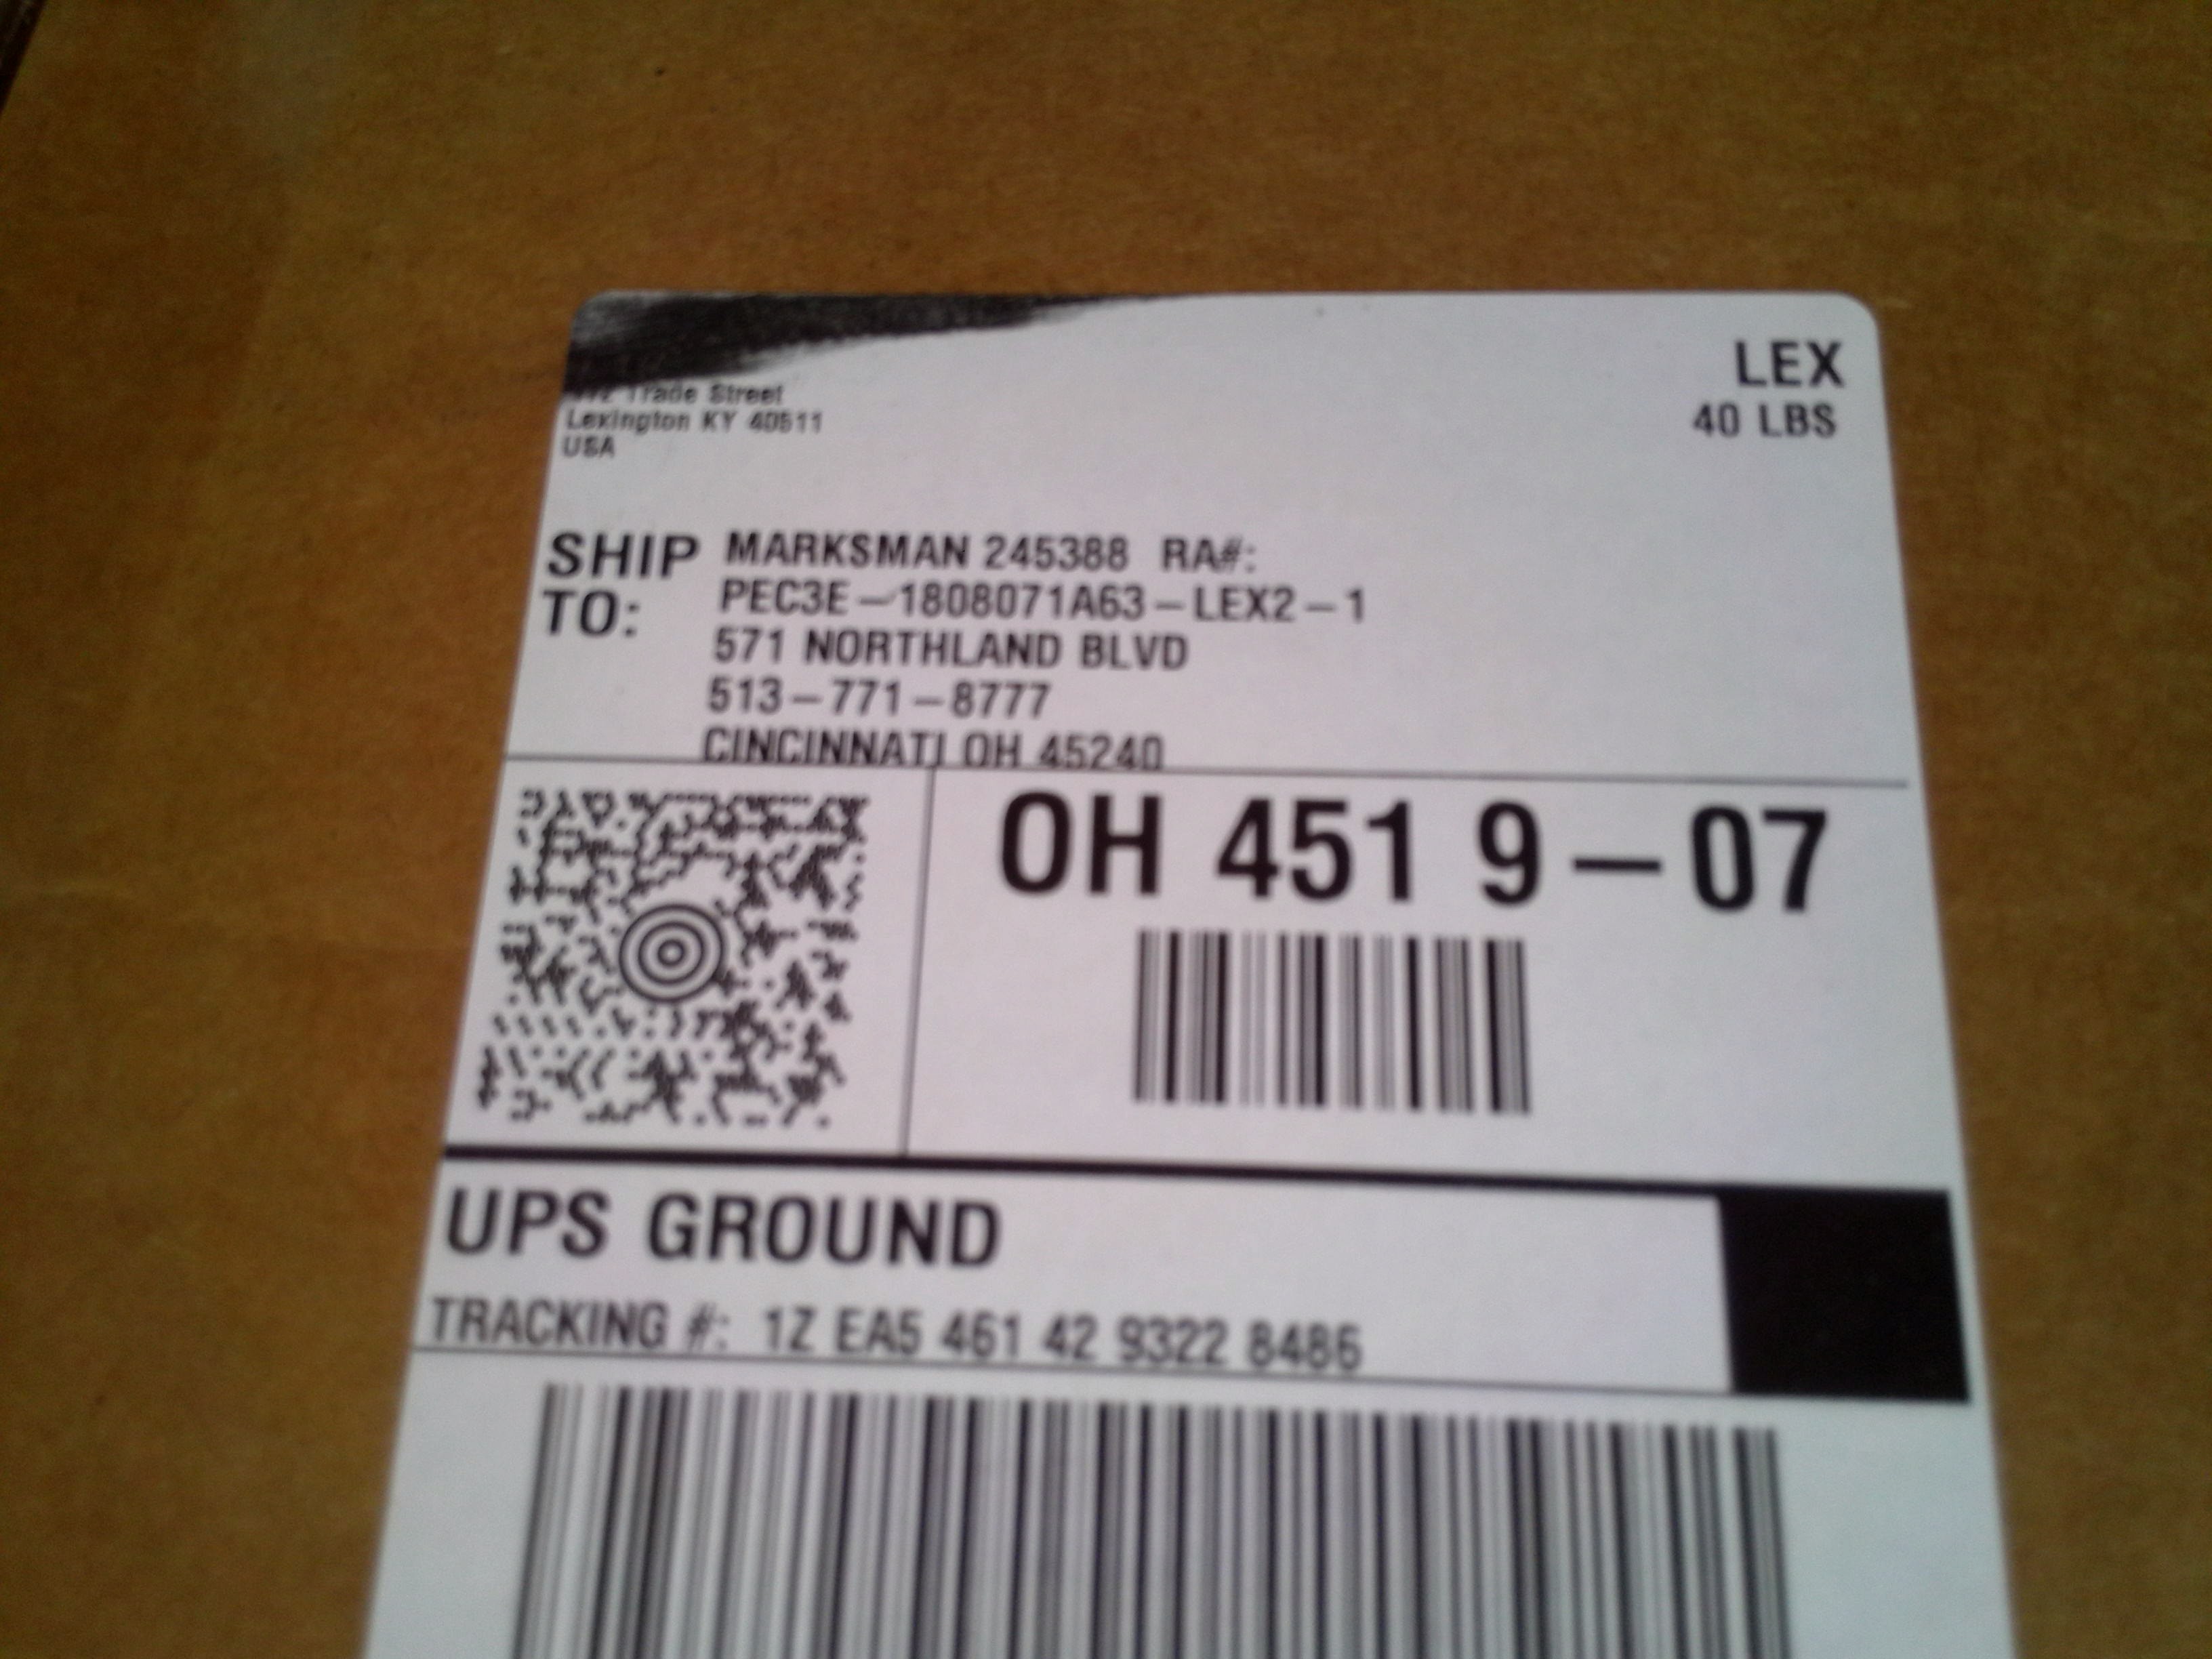 Trade Street
Lexington KY 40511
USA
LEX
40 LBS
SHIP TO:
MARKSMAN 245388 RA#:
PEC3E-1808071A63-LEX2-1
571 NORTHLAND BLVD
513-771-8777
CINCINNATI OH 45240
OH 451 9-07
UPS GROUND
TRACKING #: 1Z EA5 461 42 9322 8486